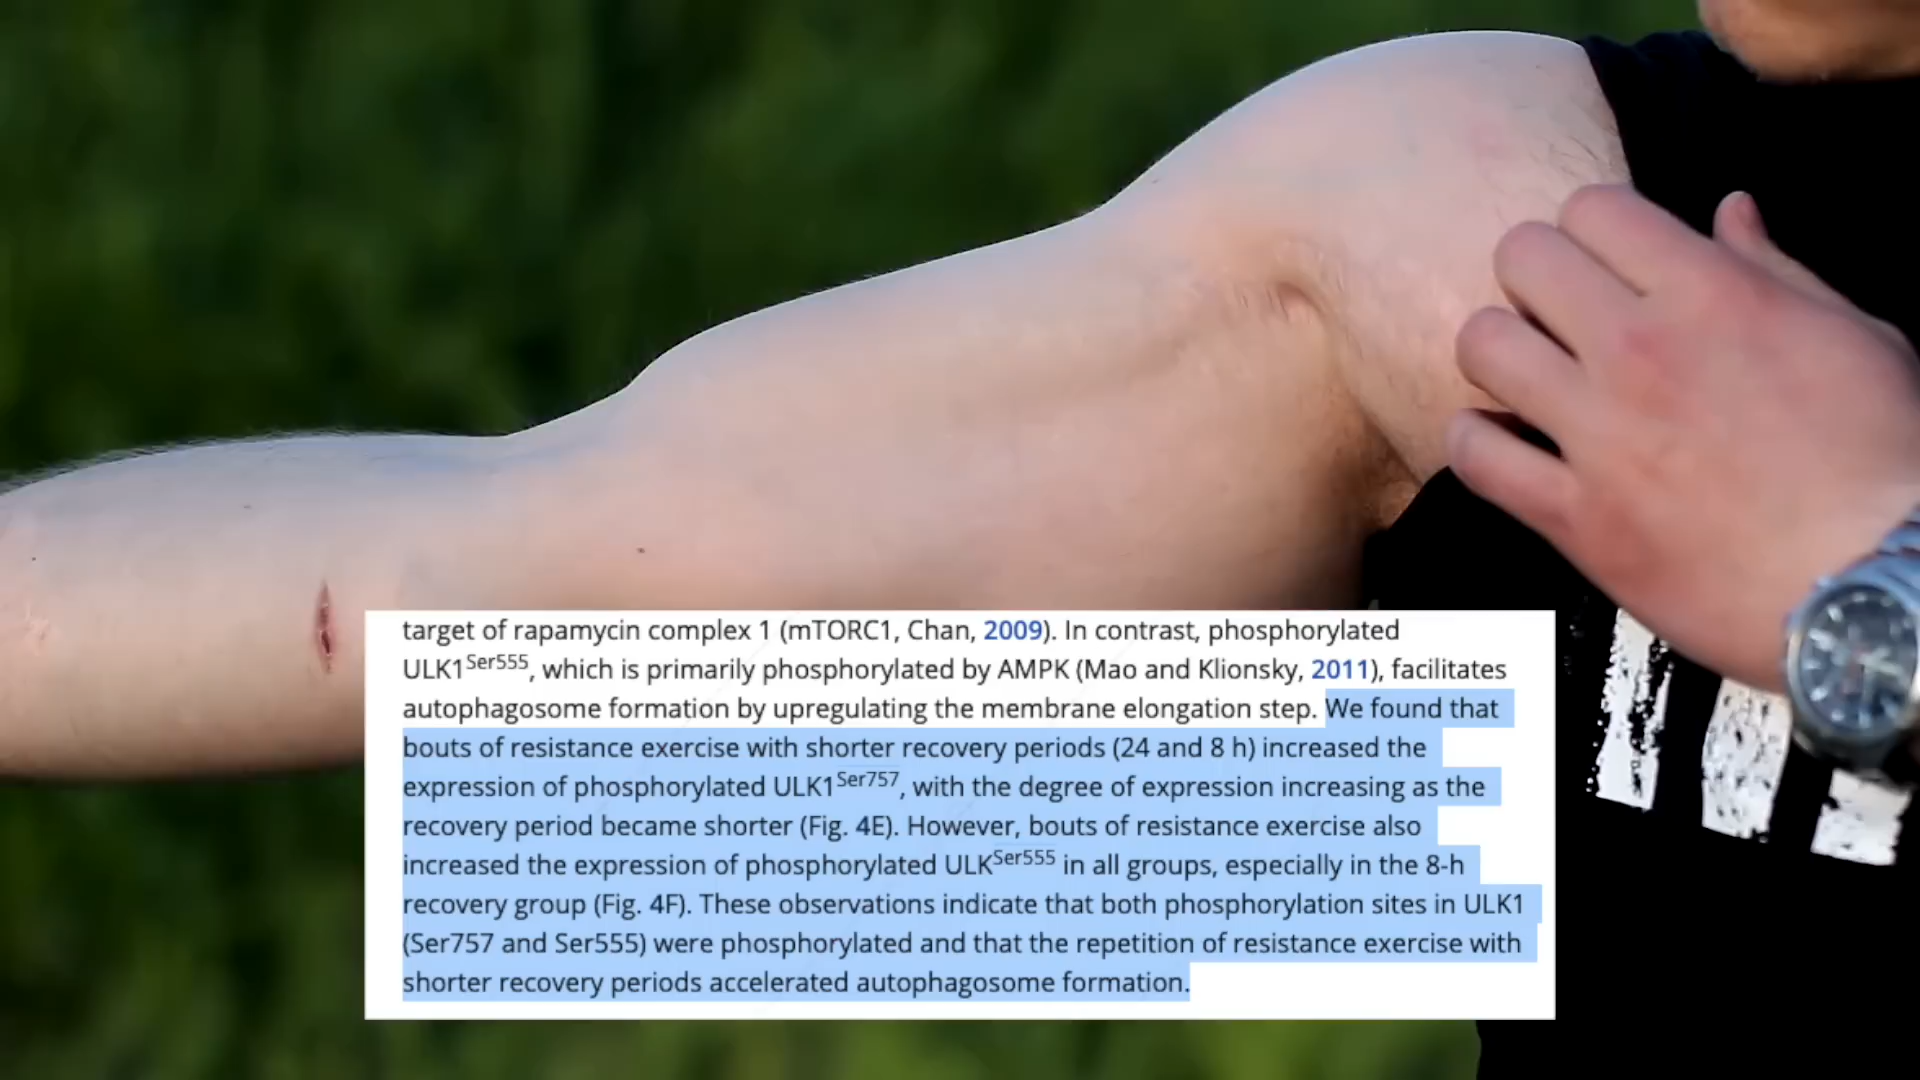 target of rapamycin complex 1 (mTORC1, Chan, 2009). In contrast, phosphorylated
ULK1Ser555, which is primarily phosphorylated by AMPK (Mao and Klionsky, 2011), facilitates
autophagosome formation by upregulating the membrane elongation step. We found that
bouts of resistance exercise with shorter recovery periods (24 and 8 h) increased the
expression of phosphorylated ULK1Ser757, with the degree of expression increasing as the
recovery period became shorter (Fig. 4E). However, bouts of resistance exercise also
increased the expression of phosphorylated ULKSer555 in all groups, especially in the 8-h
recovery group (Fig. 4F). These observations indicate that both phosphorylation sites in ULK1
(Ser757 and Ser555) were phosphorylated and that the repetition of resistance exercise with
shorter recovery periods accelerated autophagosome formation.